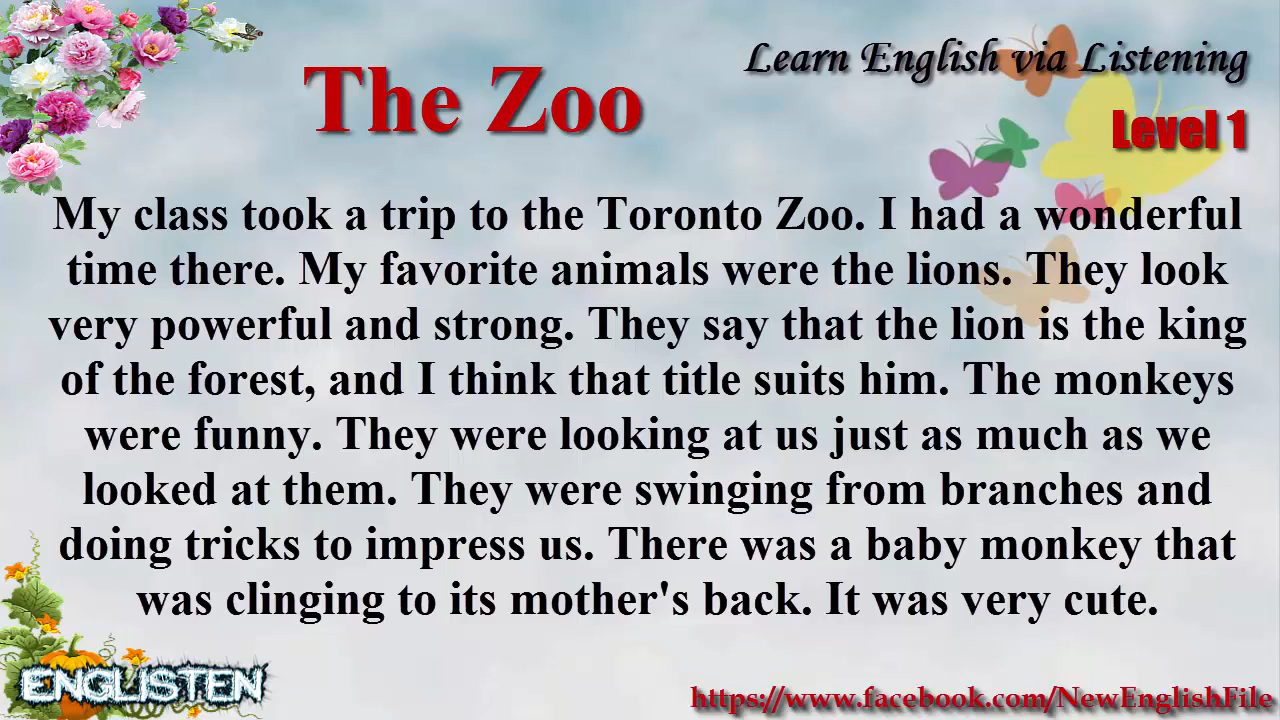 Learn English via Listening
The Zoo
Level 1
My class took a trip to the Toronto Zoo. I had a wonderful
time there. My favorite animals were the lions. They look
very powerful and strong. They say that the lion is the king
of the forest, and I think that title suits him. The monkeys
were funny. They were looking at us just as much as we
looked at them. They were swinging from branches and
doing tricks to impress us. There was a baby monkey that
was clinging to its mother's back. It was very cute.
ENGLISTEN
https://www.facebook.com/NewEnglishFile